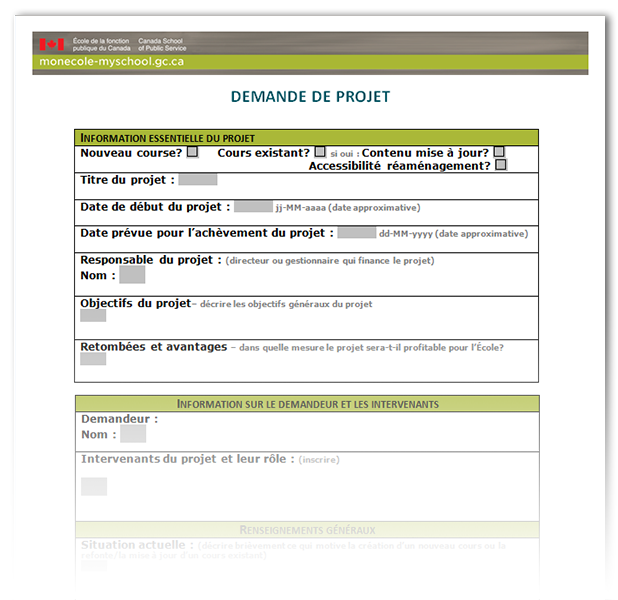 École de la fonction Canada School
publique du Canada of Public Service
monecole-myschool.gc.ca
DEMANDE DE PROJET
INFORMATION ESSENTIELLE DU PROJET
Nouveau course? Cours existant? si oui : Contenu mise à jour?
Accessibilité réaménagement?
Titre du projet :
Date de début du projet : jj-MM-aaaa (date approximative)
Date prévue pour l'achèvement du projet : dd-MM-yyyy (date approximative)
Responsable du projet : (directeur ou gestionnaire qui finance le projet)
Nom :
Objectifs du projet– décrire les objectifs généraux du projet
Retombées et avantages – dans quelle mesure le projet sera-t-il profitable pour l'École?
INFORMATION SUR LE DEMANDEUR ET LES INTERVENANTS
Demandeur :
Nom :
Intervenants du projet et leur rôle : (inscrire)
RENSEIGNEMENTS GÉNÉRAUX
Situation actuelle : (décrire brièvement ce qui motive la création d'un nouveau cours ou la
refonte/la mise à jour d'un cours existant)